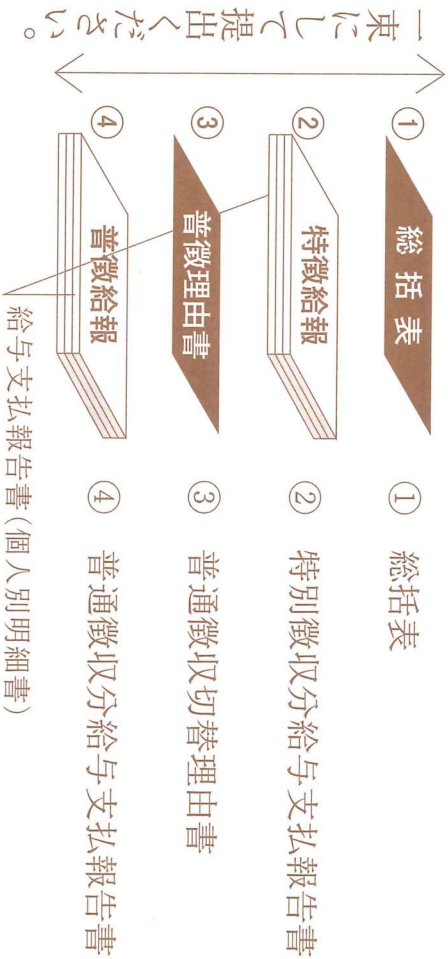 一束にして提出ください。
① 総括表
② 特徴給報
③ 普徴理由書
④ 普徴給報
① 総括表
② 特別徴収分給与支払報告書
③ 普通徴収切替理由書
④ 普通徴収分給与支払報告書
給与支払報告書(個人別明細書)